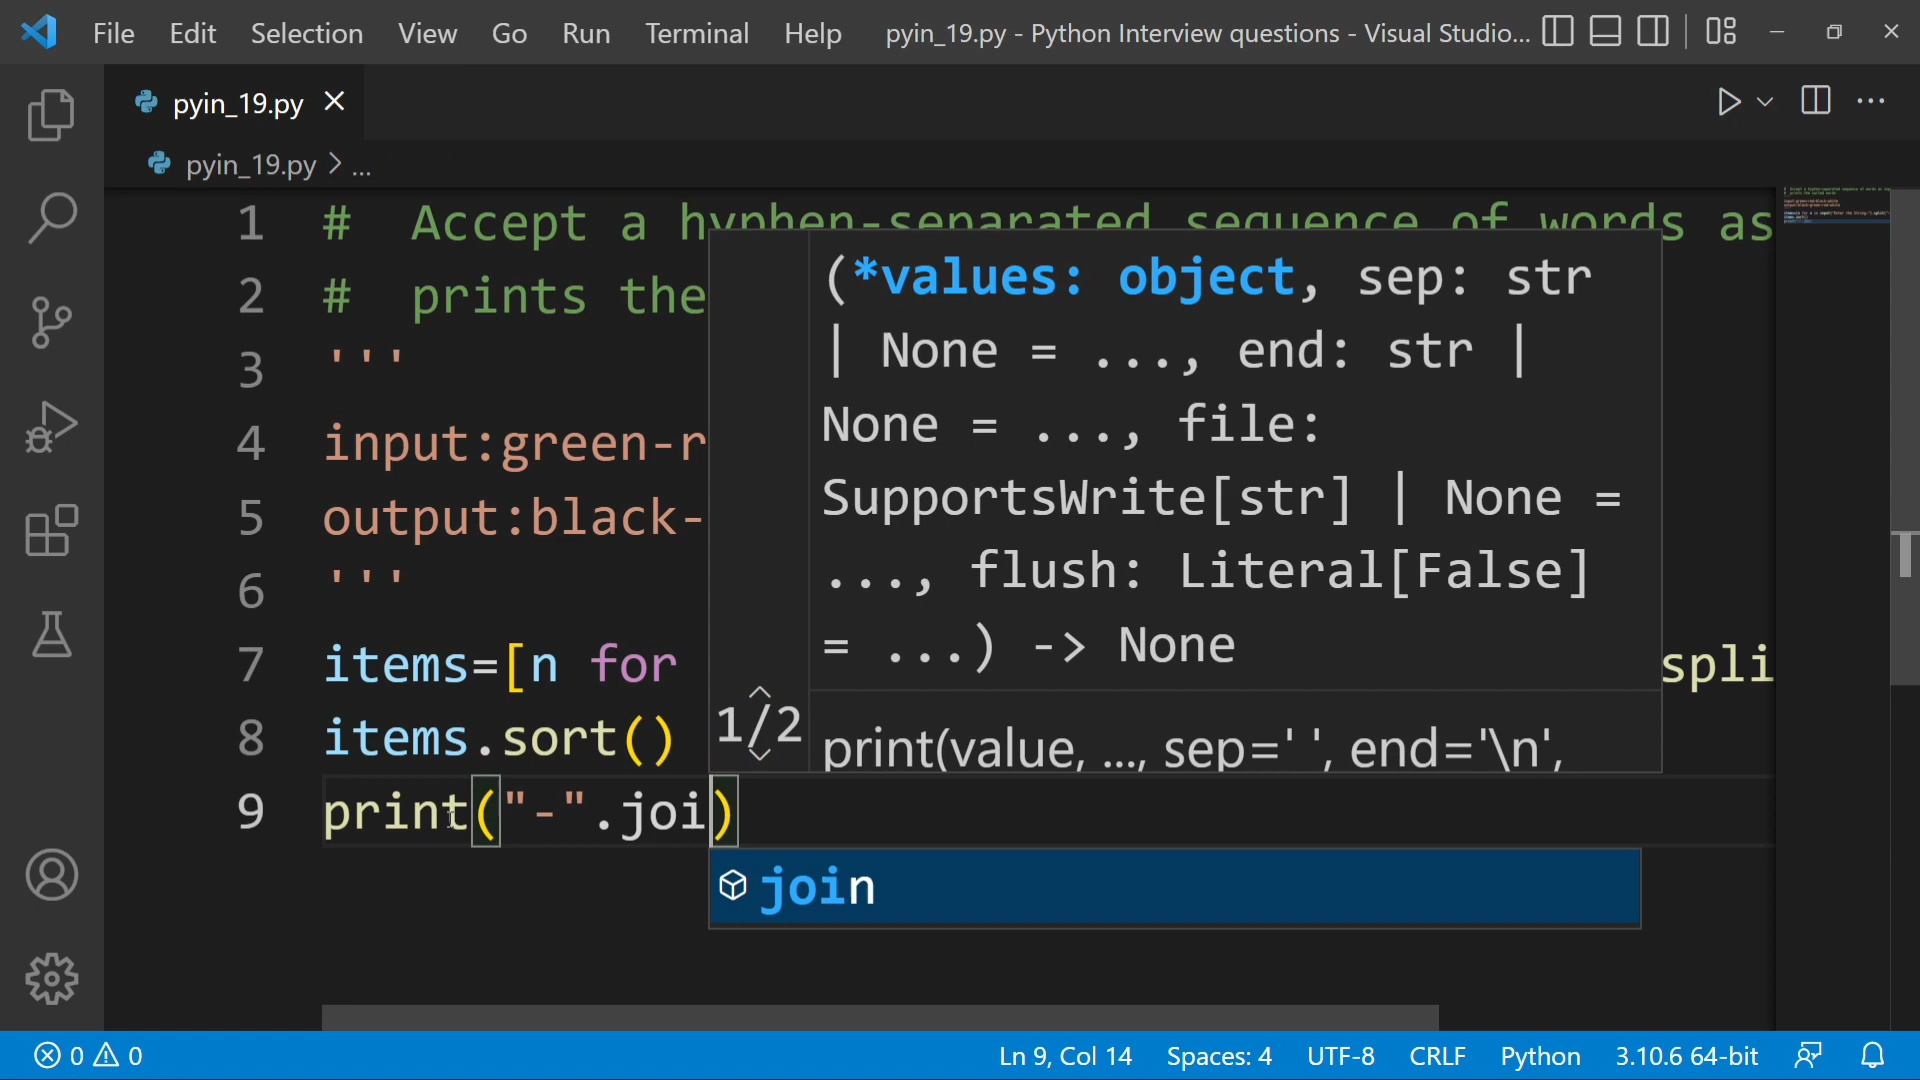 File Edit Selection View Go Run Terminal Help pyin_19.py - Python Interview questions - Visual Studio...
pyin_19.py
pyin_19.py > ...
1 # Accept a hyphen-separated sequence of words as
2 # prints the
3 '''
4 input:green-r
5 output:black-
6 '''
7 items=[n for spli
8 items.sort()
9 print("-".joi)
(*values: object, sep: str
| None = ..., end: str |
None = ..., file:
SupportsWrite[str] | None =
..., flush: Literal[False]
= ...) -> None
1/2
print(value, ..., sep=' ', end='\n',
join
0 0 Ln 9, Col 14 Spaces: 4 UTF-8 CRLF Python 3.10.6 64-bit